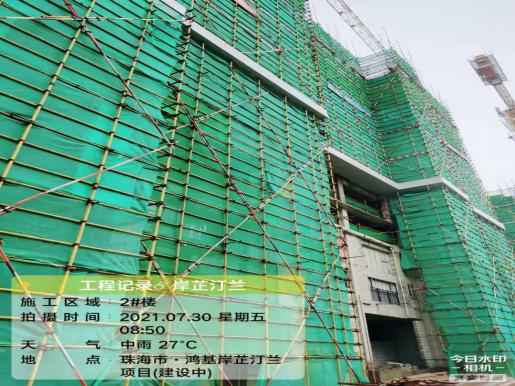 工程记录 岸芷汀兰
施工区域 2#楼
拍摄时间: 2021.07.30 星期五
08:50
天气: 中雨 27°C
地点: 珠海市·鸿基岸芷汀兰
项目(建设中)
今日水印
相机